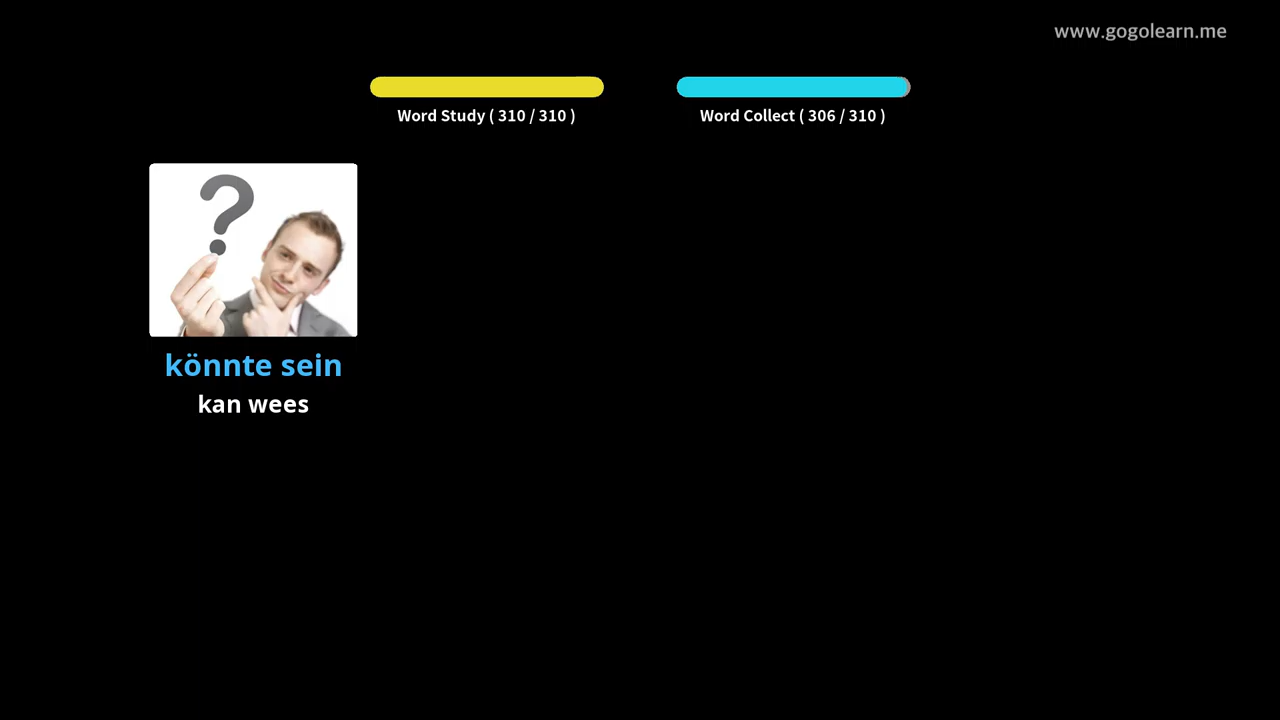 www.gogolearn.me
Word Study ( 310 / 310 )
Word Collect ( 306 / 310 )
?
könnte sein
kan wees